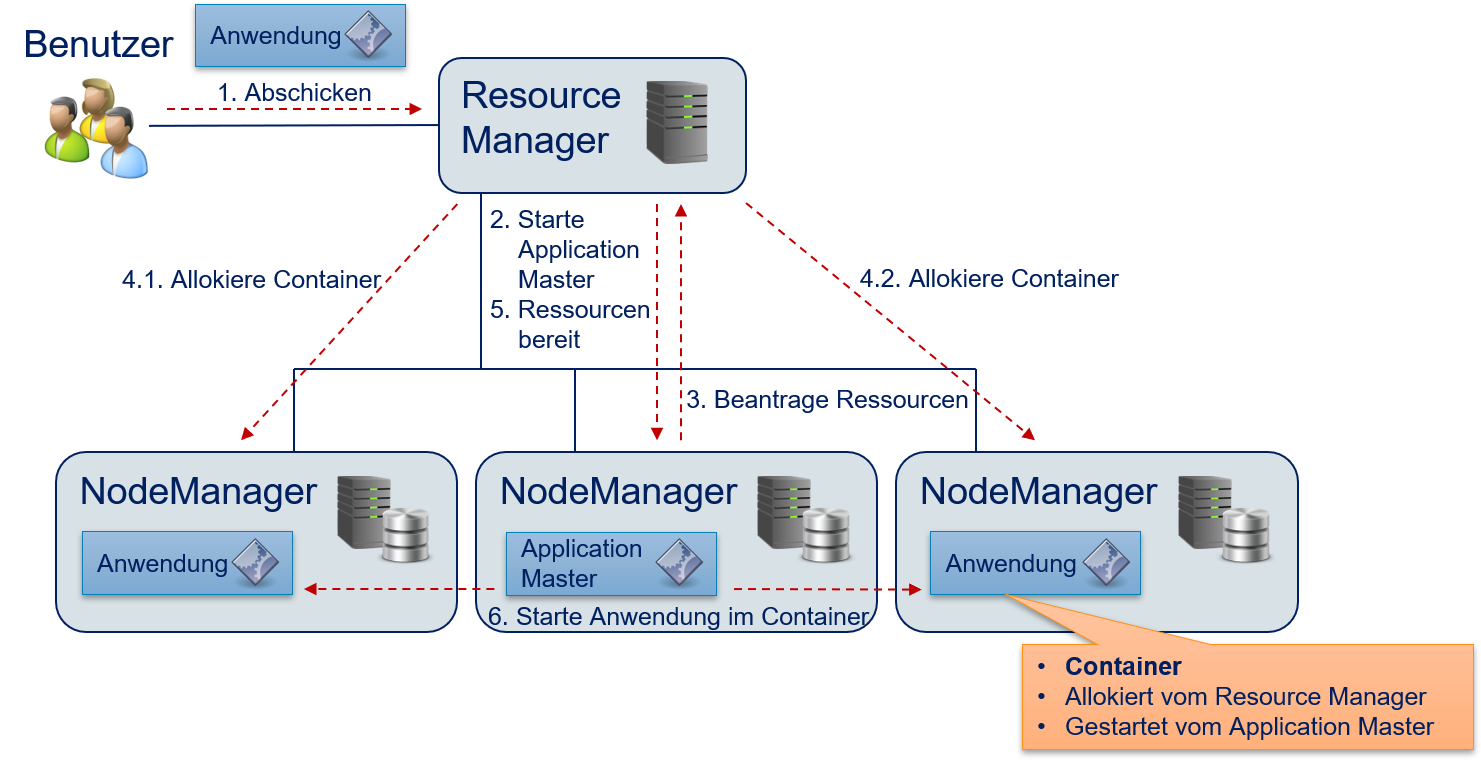 Benutzer
Anwendung
1. Abschicken
Resource
Manager
2. Starte
Application
Master
5. Ressourcen
bereit
4.1. Allokiere Container
4.2. Allokiere Container
3. Beantrage Ressourcen
NodeManager
Anwendung
NodeManager
Application
Master
6. Starte Anwendung im Container
NodeManager
Anwendung
• Container
• Allokiert vom Resource Manager
• Gestartet vom Application Master